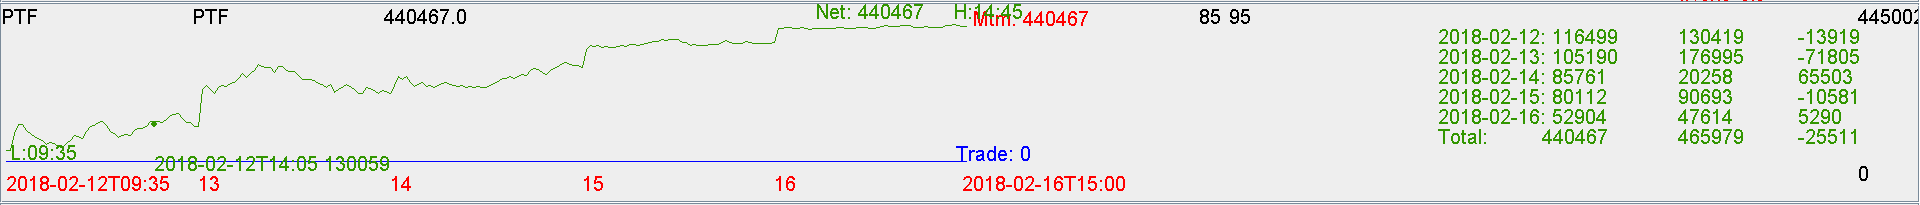 PTF PTF 440467.0 Net: 440467 H:14:45 Mtm: 440467 85 95 445002
2018-02-12: 116499 130419 -13919
2018-02-13: 105190 176995 -71805
2018-02-14: 85761 20258 65503
2018-02-15: 80112 90693 -10581
2018-02-16: 52904 47614 5290
Total: 440467 465979 -25511
L:09:35
2018-02-12T14:05 130059
Trade: 0
0
2018-02-12T09:35 13 14 15 16 2018-02-16T15:00